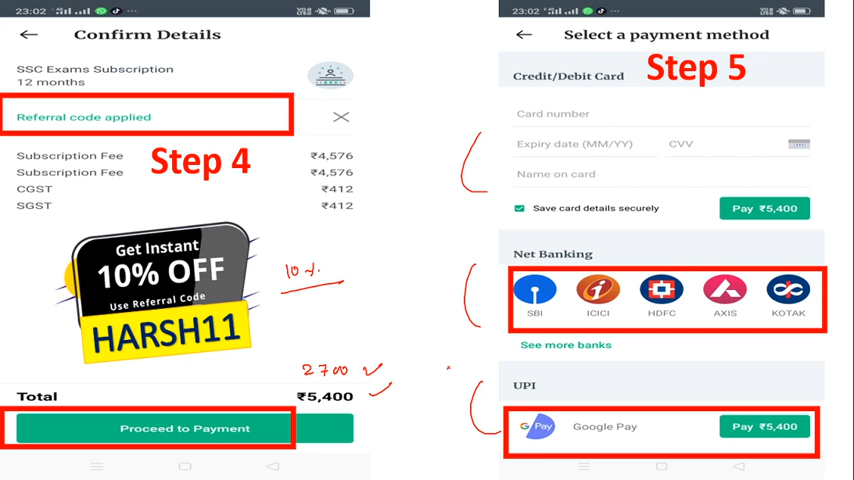 23:02
Confirm Details
SSC Exams Subscription
12 months
Referral code applied
Subscription Fee ₹4,576
Step 4
Subscription Fee ₹4,576
CGST ₹412
SGST ₹412
Get Instant
10% OFF
Use Referral Code
HARSH11
10%
2700
Total ₹5,400
Proceed to Payment
23:02
Select a payment method
Step 5
Credit/Debit Card
Card number
Expiry date (MM/YY) CVV
Name on card
Save card details securely Pay ₹5,400
Net Banking
SBI ICICI HDFC AXIS KOTAK
See more banks
UPI
G Pay Google Pay Pay ₹5,400